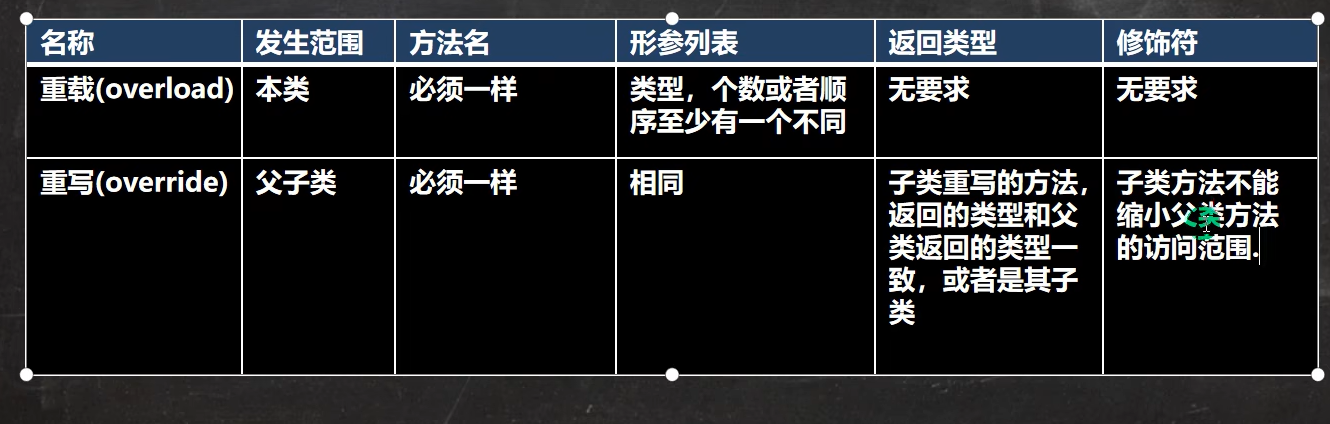 名称 发生范围 方法名 形参列表 返回类型 修饰符
重载(overload) 本类 必须一样 类型，个数或者顺 无要求 无要求
序至少有一个不同
重写(override) 父子类 必须一样 相同 子类重写的方法， 子类方法不能
返回的类型和父 缩小父类方法
类返回的类型一 的访问范围.
致，或者是其子
类